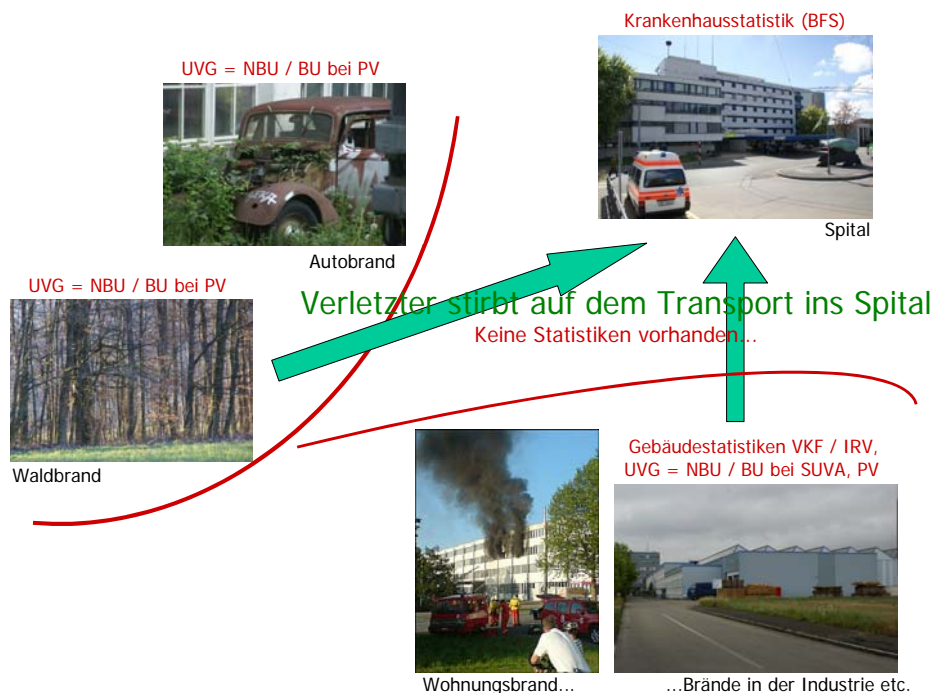 Krankenhausstatistik (BFS)
UVG = NBU / BU bei PV
Spital
Autobrand
UVG = NBU / BU bei PV
Verletzter stirbt auf dem Transport ins Spital
Keine Statistiken vorhanden...
Gebäudestatistiken VKF / IRV,
UVG = NBU / BU bei SUVA, PV
Waldbrand
Wohnungsbrand...
...Brände in der Industrie etc.